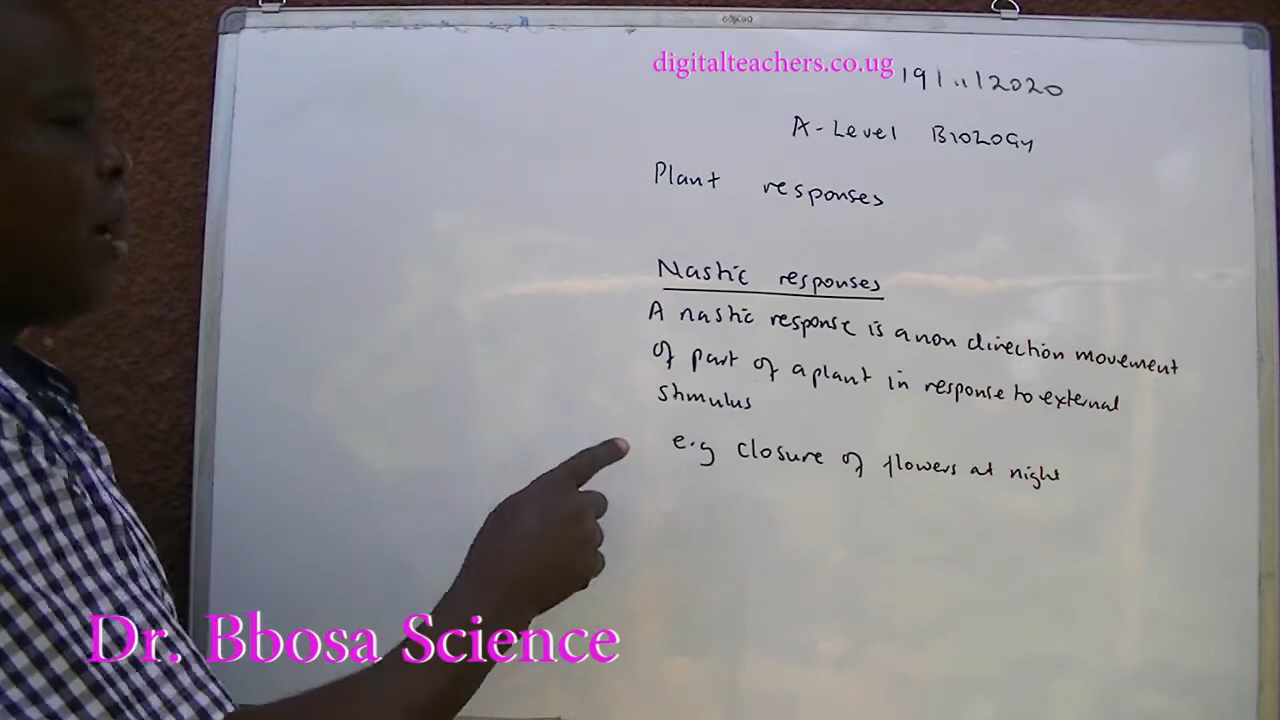 digitalteachers.co.ug
19/11/2020
A-Level BIOLOGY
Plant responses
Nastic responses
A nastic response is a non direction movement
of part of a plant in response to external
stimulus
e.g closure of flowers at night
Dr. Bbosa Science